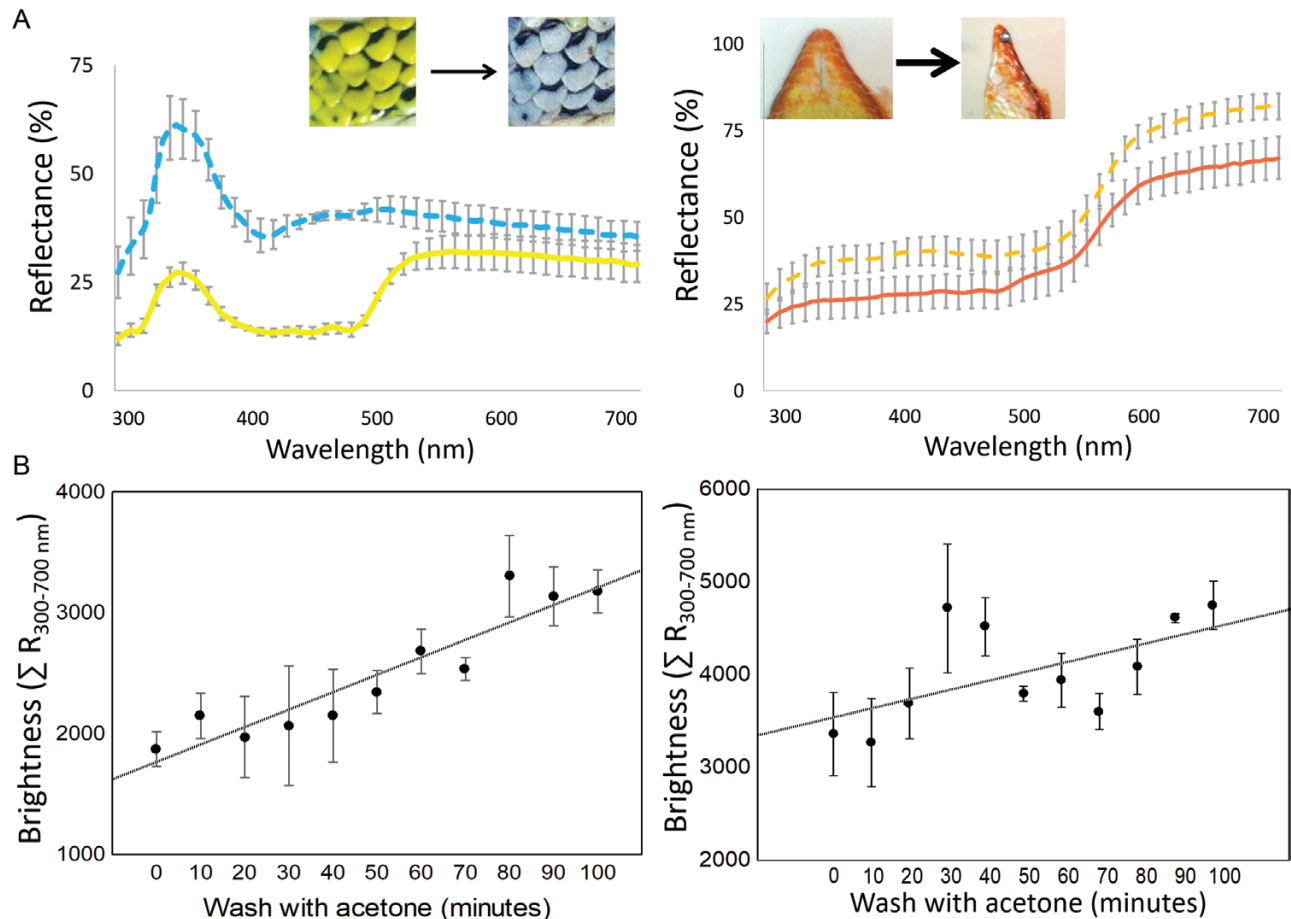 A
Reflectance (%)
75
50
25
0
300 400 500 600 700
Wavelength (nm)
Reflectance (%)
100
75
50
25
0
300 400 500 600 700
Wavelength (nm)
B
Brightness (∑ R300-700 nm)
4000
3000
2000
1000
0 10 20 30 40 50 60 70 80 90 100
Wash with acetone (minutes)
Brightness (∑ R300-700 nm)
6000
5000
4000
3000
2000
0 10 20 30 40 50 60 70 80 90 100
Wash with acetone (minutes)